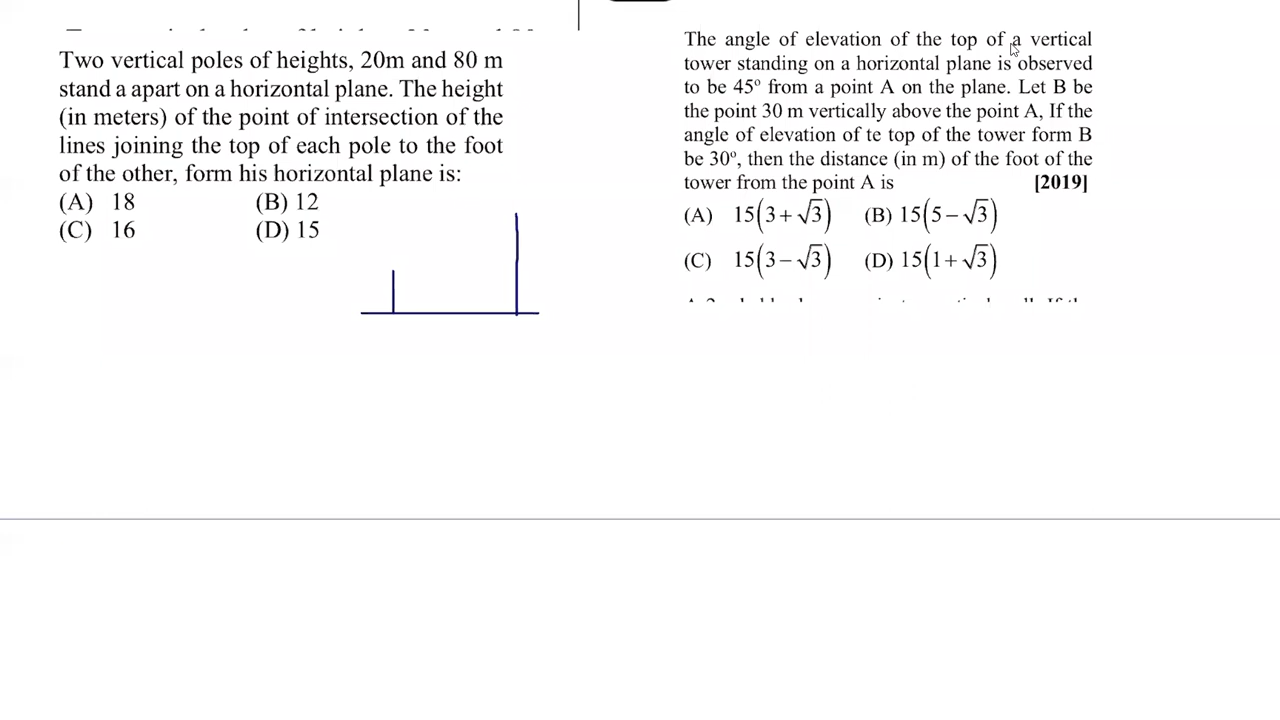 Two vertical poles of heights, 20m and 80 m
stand a apart on a horizontal plane. The height
(in meters) of the point of intersection of the
lines joining the top of each pole to the foot
of the other, form his horizontal plane is:
(A) 18 (B) 12
(C) 16 (D) 15
The angle of elevation of the top of a vertical
tower standing on a horizontal plane is observed
to be 45° from a point A on the plane. Let B be
the point 30 m vertically above the point A, If the
angle of elevation of te top of the tower form B
be 30°, then the distance (in m) of the foot of the
tower from the point A is [2019]
(A) 15(3+√3) (B) 15(5−√3)
(C) 15(3−√3) (D) 15(1+√3)